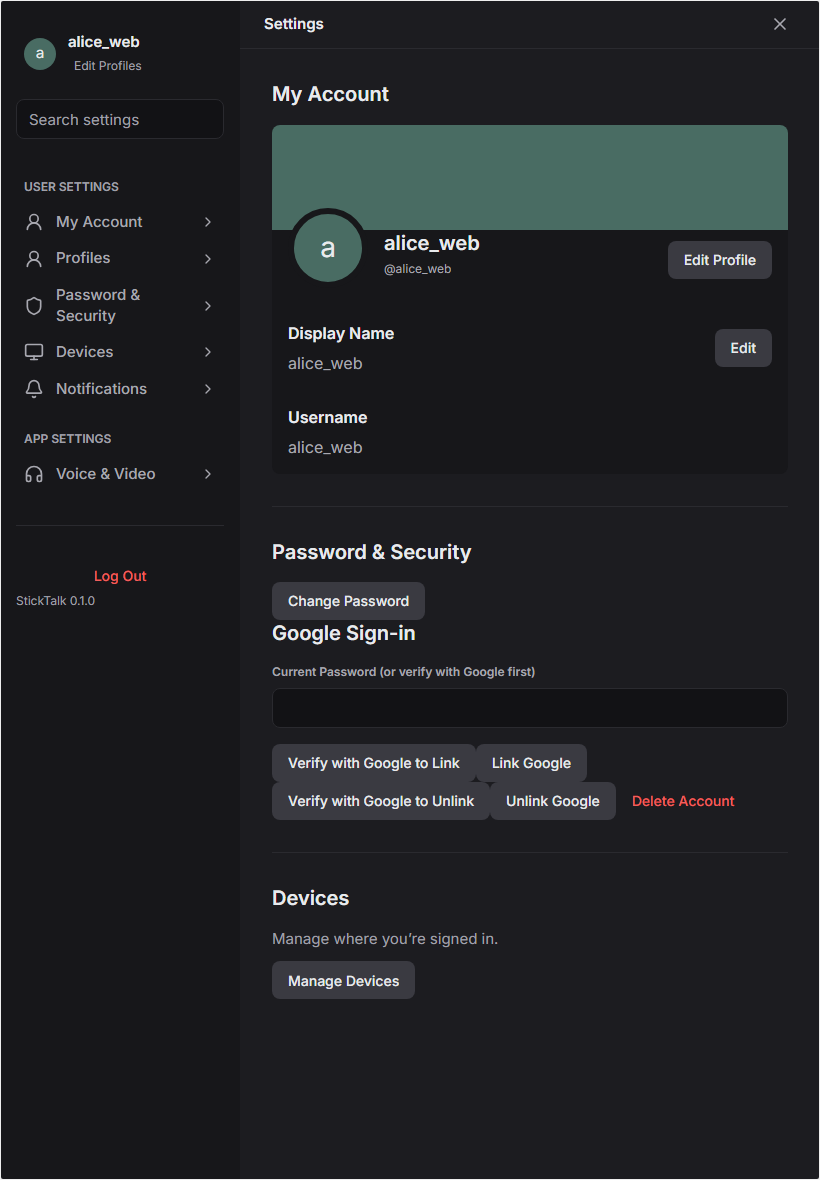 a
alice_web
Edit Profiles
Search settings
USER SETTINGS
My Account
Profiles
Password &
Security
Devices
Notifications
APP SETTINGS
Voice & Video
Log Out
StickTalk 0.1.0
Settings
My Account
a
alice_web
@alice_web
Edit Profile
Display Name
alice_web
Edit
Username
alice_web
Password & Security
Change Password
Google Sign-in
Current Password (or verify with Google first)
Verify with Google to Link
Link Google
Verify with Google to Unlink
Unlink Google
Delete Account
Devices
Manage where you’re signed in.
Manage Devices